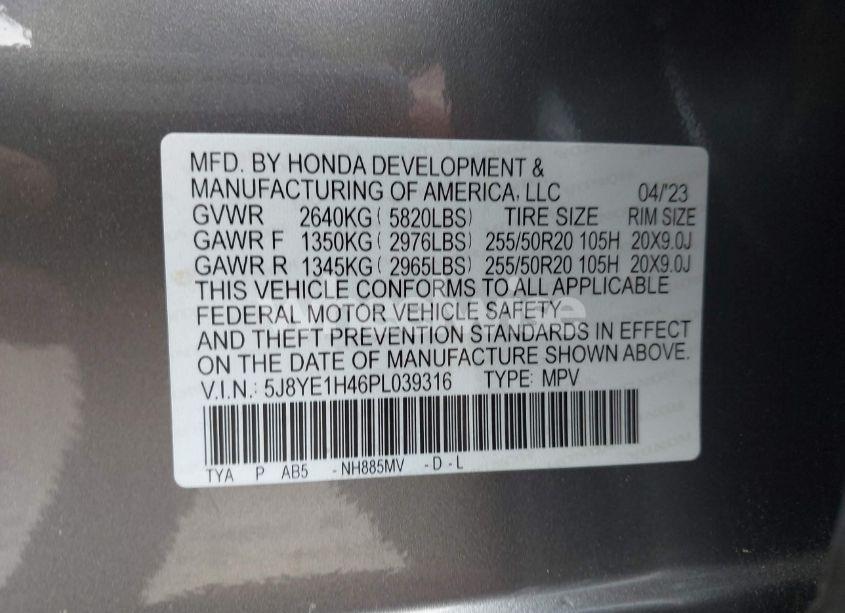 MFD. BY HONDA DEVELOPMENT &
MANUFACTURING OF AMERICA, LLC 04/'23
GVWR 2640KG ( 5820LBS) TIRE SIZE RIM SIZE
GAWR F 1350KG ( 2976LBS) 255/50R20 105H 20X9.0J
GAWR R 1345KG ( 2965LBS) 255/50R20 105H 20X9.0J
THIS VEHICLE CONFORMS TO ALL APPLICABLE
FEDERAL MOTOR VEHICLE SAFETY
AND THEFT PREVENTION STANDARDS IN EFFECT
ON THE DATE OF MANUFACTURE SHOWN ABOVE.
V.I.N.: 5J8YE1H46PL039316 TYPE: MPV
TYA P AB5 - NH885MV - D - L